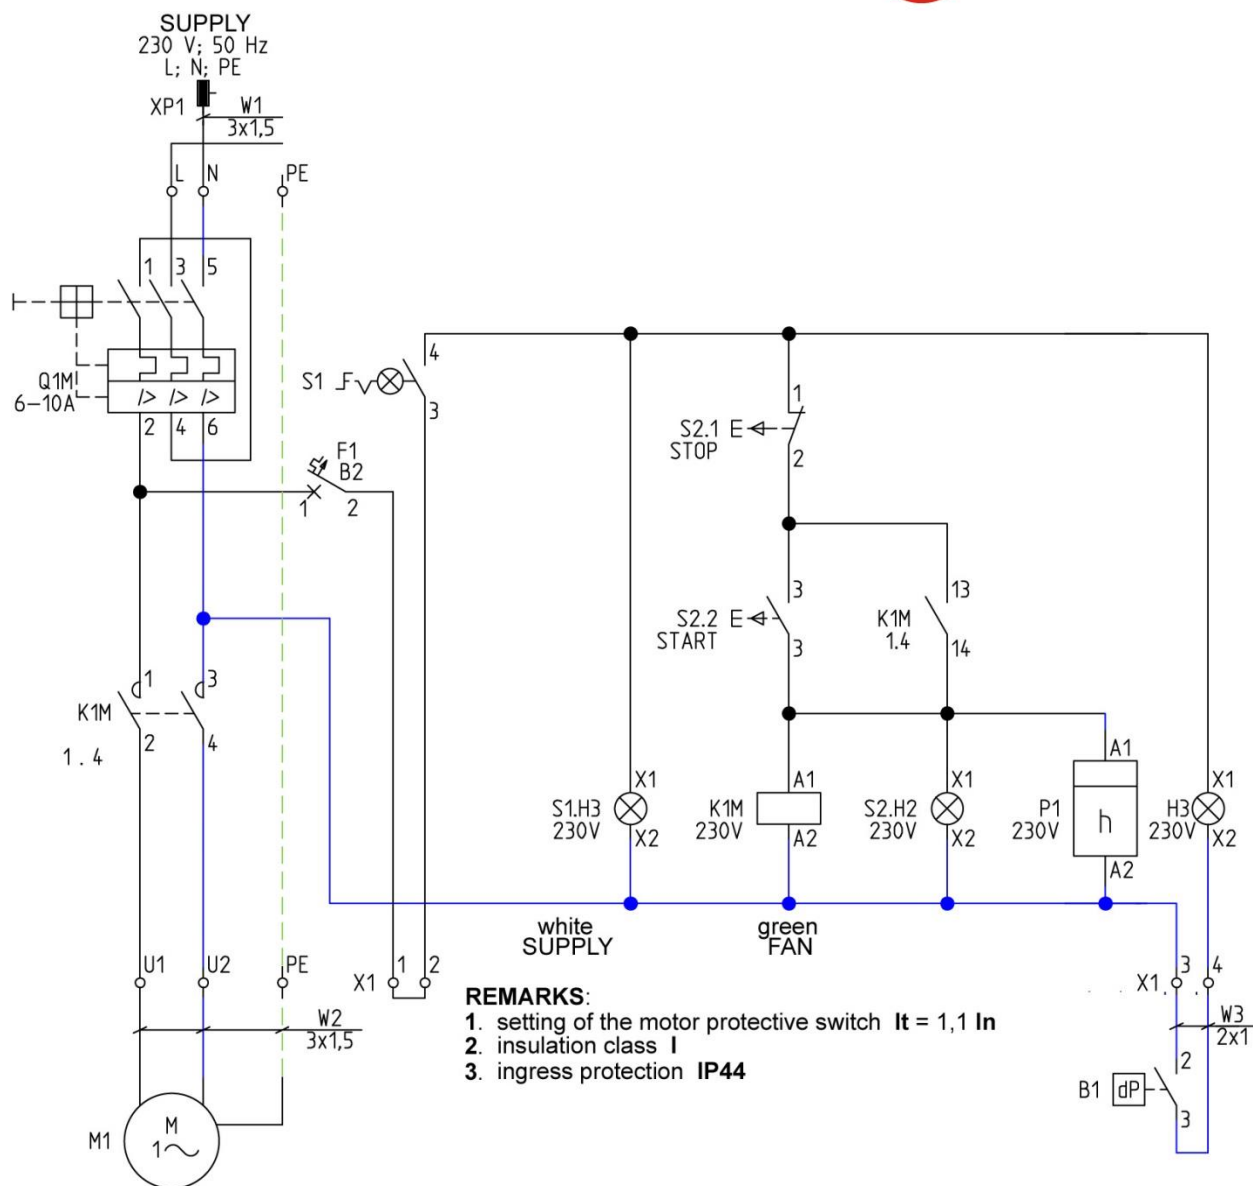 SUPPLY
230 V; 50 Hz
L; N; PE
XP1
W1
3x1,5
L
N
PE
1
3
5
Q1M
6-10A
I>
I>
I>
2
4
6
F1
B2
1
2
S1
4
3
S2.1
STOP
E
1
2
S2.2
START
E
3
3
K1M
1.4
13
14
K1M
1.4
1
3
2
4
S1.H3
230V
X1
X2
K1M
230V
A1
A2
S2.H2
230V
X1
X2
P1
230V
A1
h
A2
H3
230V
X1
X2
white
SUPPLY
green
FAN
U1
U2
PE
X1
1
2
X1
3
4
REMARKS:
1. setting of the motor protective switch It = 1,1 In
2. insulation class I
3. ingress protection IP44
W2
3x1,5
W3
2x1
B1
dP
2
3
M1
M
1~